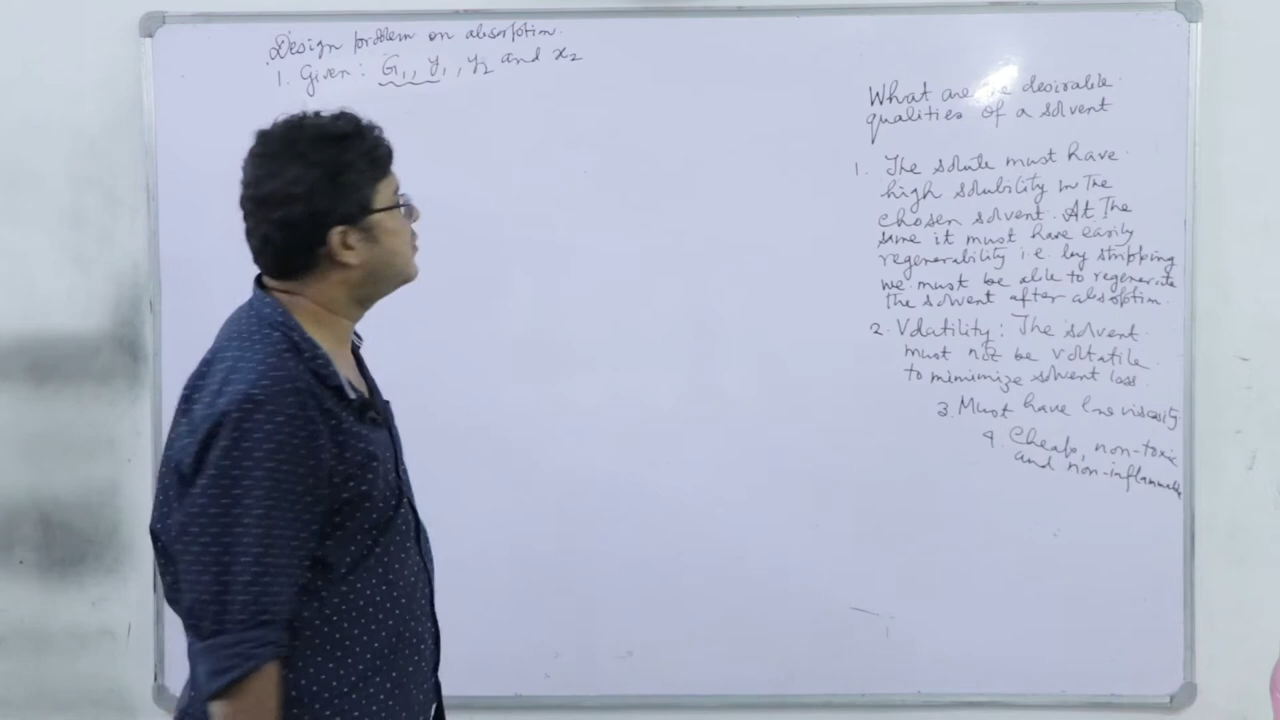 Design problem on absorption.
1. Given: G1, y1, y2 and x2
What are desirable
qualities of a solvent
1. The solute must have
high solubility in the
chosen solvent. At the
same it must have easily
regenerability i.e. by stripping
we must be able to regenerate
the solvent after absorption.
2. Volatility: The solvent
must not be voltatile
to mimimize solvent loss.
3. Must have low viscosity
4. Cheap, non-toxic
and non-inflammable